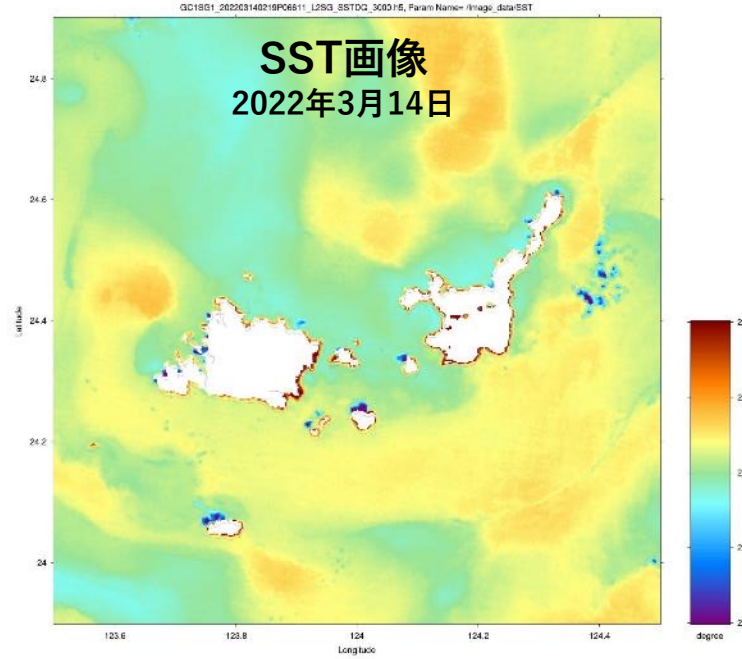 GC1SG1_202203140219P06611_L2SG_SSTDQ_3000.h5, Param Name= /Image_data/SST
SST画像
2022年3月14日
24.8
24.6
24.4
24.2
24
Latitude
123.6
123.8
124
124.2
124.4
Longitude
degree